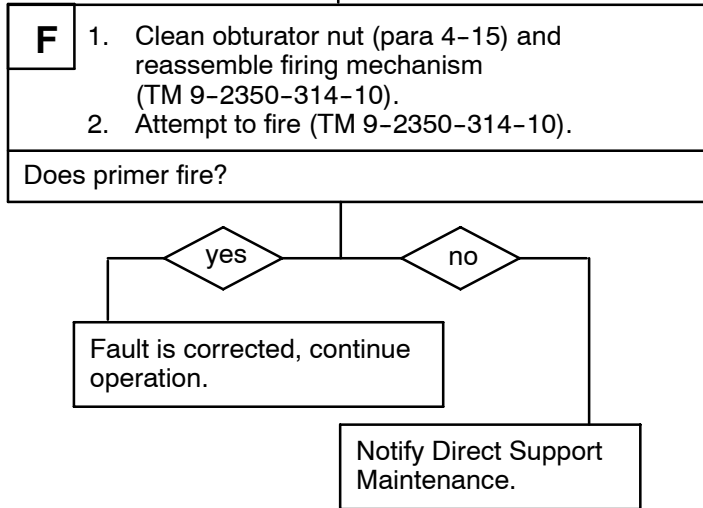 F
1. Clean obturator nut (para 4–15) and
reassemble firing mechanism
(TM 9–2350–314–10).
2. Attempt to fire (TM 9–2350–314–10).
Does primer fire?
yes
no
Fault is corrected, continue
operation.
Notify Direct Support
Maintenance.